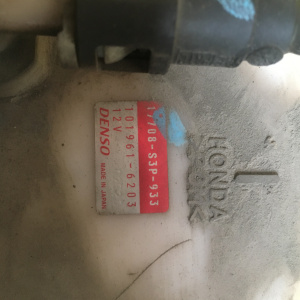 17708-S3P-933
101961-6203
12V
DENSO MADE IN JAPAN
HONDA